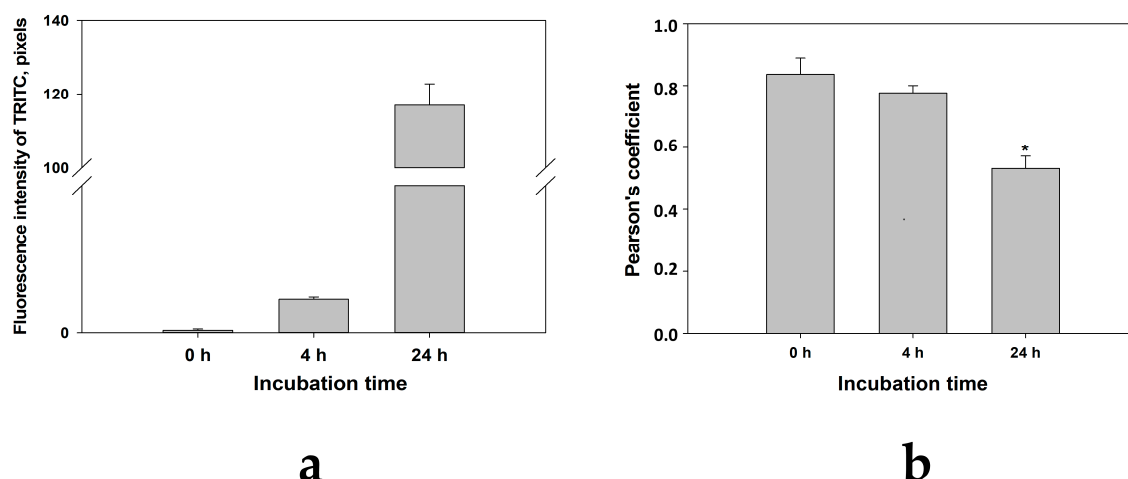 Fluorescence intensity of TRITC, pixels
140
120
100
0
0 h 4 h 24 h
Incubation time
a
Pearson's coefficient
1.0
0.8
0.6
0.4
0.2
0.0
*
0 h 4 h 24 h
Incubation time
b